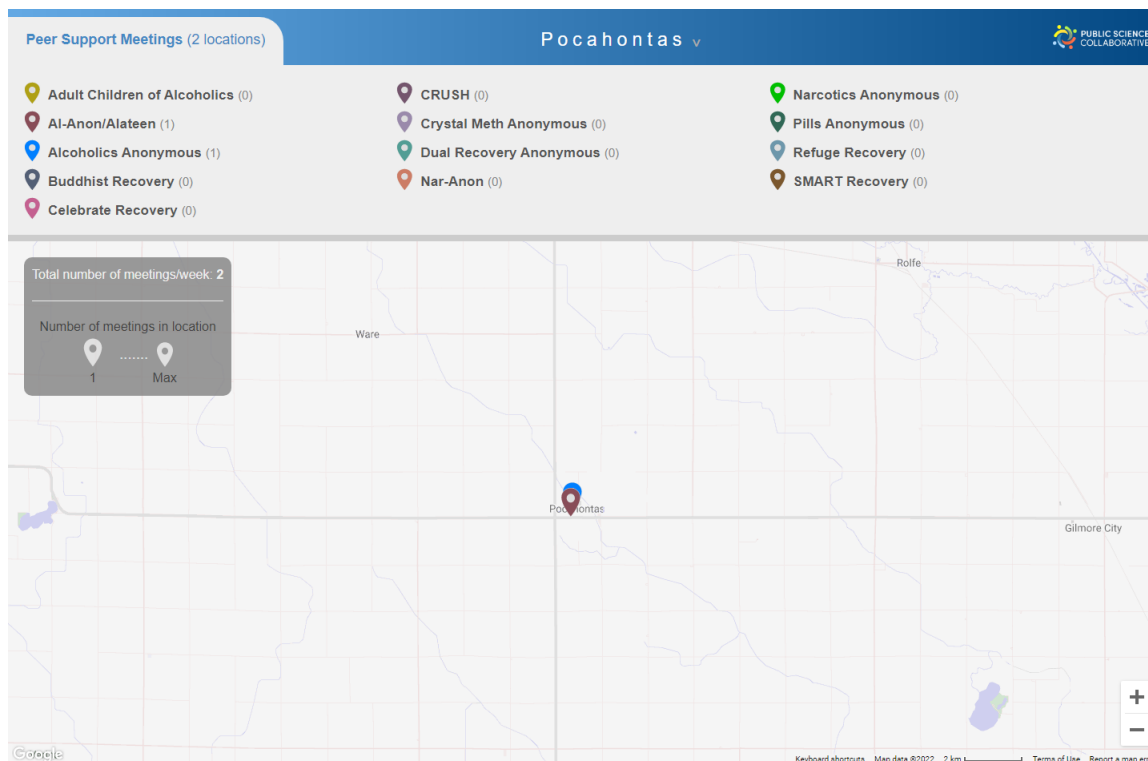 Peer Support Meetings (2 locations)
Pocahontas v
PUBLIC SCIENCE
COLLABORATIVE
Adult Children of Alcoholics (0)
Al-Anon/Alateen (1)
Alcoholics Anonymous (1)
Buddhist Recovery (0)
Celebrate Recovery (0)
CRUSH (0)
Crystal Meth Anonymous (0)
Dual Recovery Anonymous (0)
Nar-Anon (0)
Narcotics Anonymous (0)
Pills Anonymous (0)
Refuge Recovery (0)
SMART Recovery (0)
Total number of meetings/week: 2
Number of meetings in location
.......
1 Max
Rolfe
Ware
Pocahontas
Gilmore City
+
−
Google
Keyboard shortcuts Map data ©2022 2 km Terms of Use Report a map